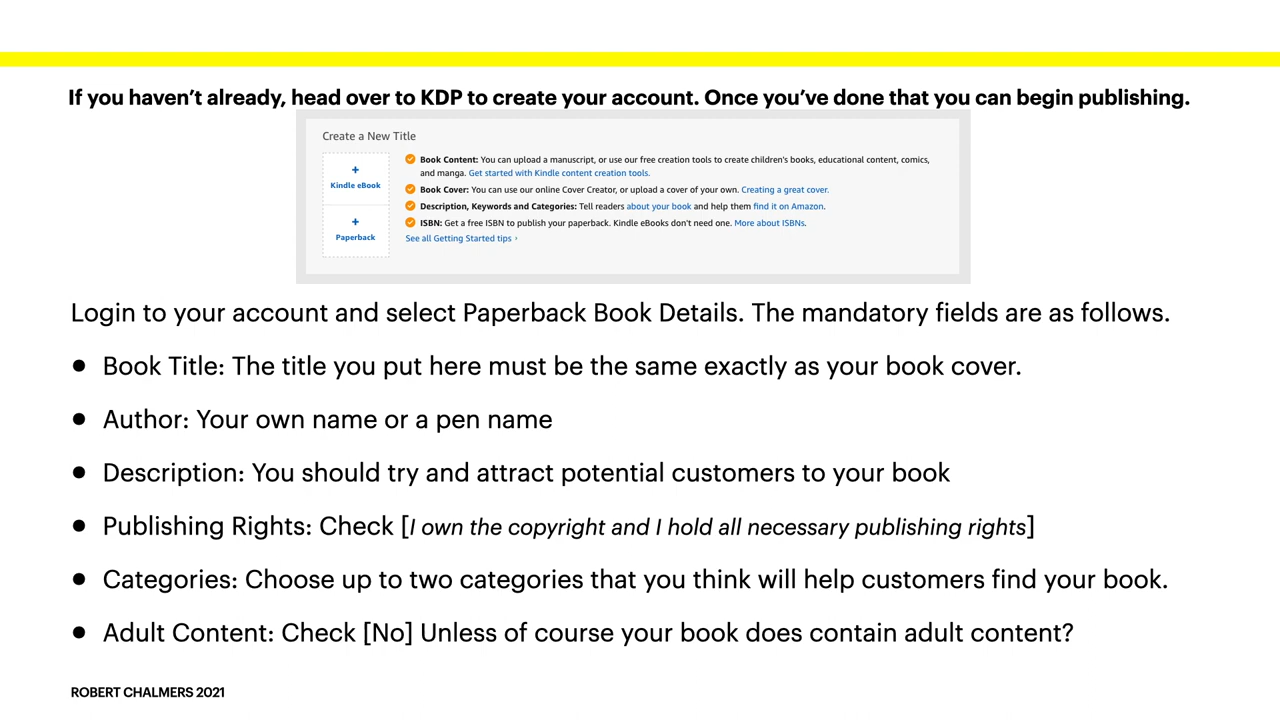 If you haven’t already, head over to KDP to create your account. Once you’ve done that you can begin publishing.
Create a New Title
+
Kindle eBook
+
Paperback
Book Content: You can upload a manuscript, or use our free creation tools to create children's books, educational content, comics,
and manga. Get started with Kindle content creation tools.
Book Cover: You can use our online Cover Creator, or upload a cover of your own. Creating a great cover.
Description, Keywords and Categories: Tell readers about your book and help them find it on Amazon.
ISBN: Get a free ISBN to publish your paperback. Kindle eBooks don't need one. More about ISBNs.
See all Getting Started tips ›
Login to your account and select Paperback Book Details. The mandatory fields are as follows.
• Book Title: The title you put here must be the same exactly as your book cover.
• Author: Your own name or a pen name
• Description: You should try and attract potential customers to your book
• Publishing Rights: Check [I own the copyright and I hold all necessary publishing rights]
• Categories: Choose up to two categories that you think will help customers find your book.
• Adult Content: Check [No] Unless of course your book does contain adult content?
ROBERT CHALMERS 2021